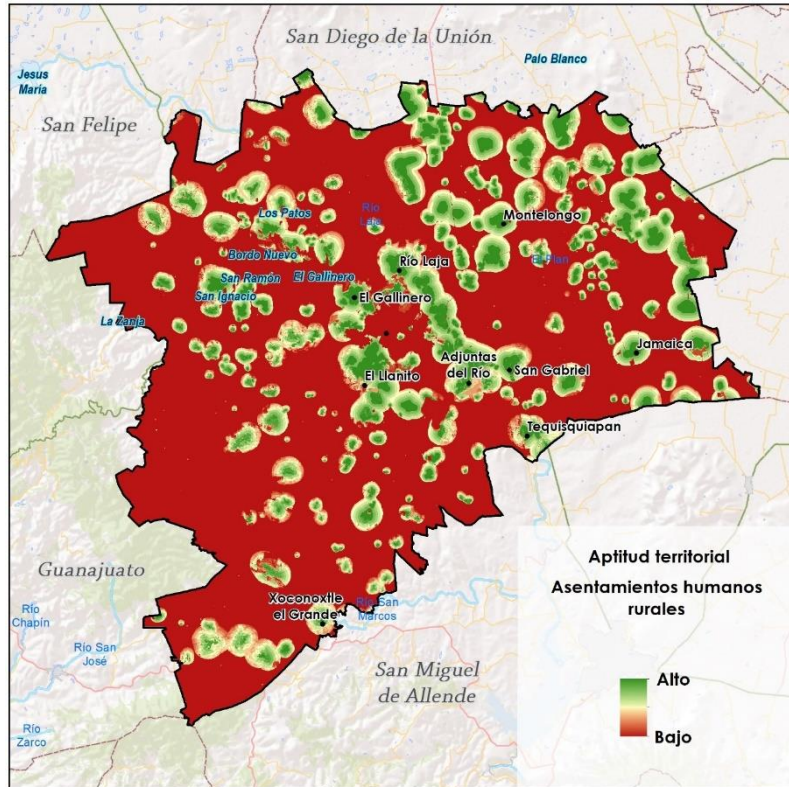 San Diego de la Unión
Palo Blanco
Jesus
María
San Felipe
Los Patos
Río
Laja
Montelongo
Bordo Nuevo
El Plan
Río Laja
San Ramón
El Gallinero
San Ignacio
El Gallinero
La Zanja
Jamaica
Adjuntas
del Río
San Gabriel
El Llanito
Tequisquiapan
Aptitud territorial
Asentamientos humanos
rurales
Guanajuato
Xoconoxtle
el Grande
Río San
Marcos
Río
Chapín
Río San
José
San Miguel
de Allende
Alto
Bajo
Río
Zarco